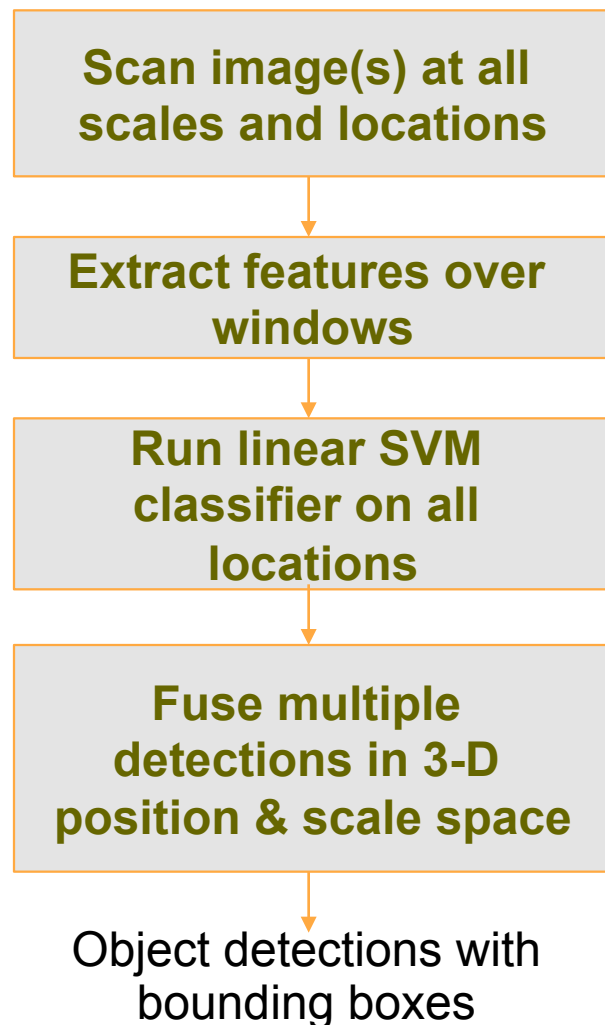 Scan image(s) at all
scales and locations
Extract features over
windows
Run linear SVM
classifier on all
locations
Fuse multiple
detections in 3-D
position & scale space
Object detections with
bounding boxes